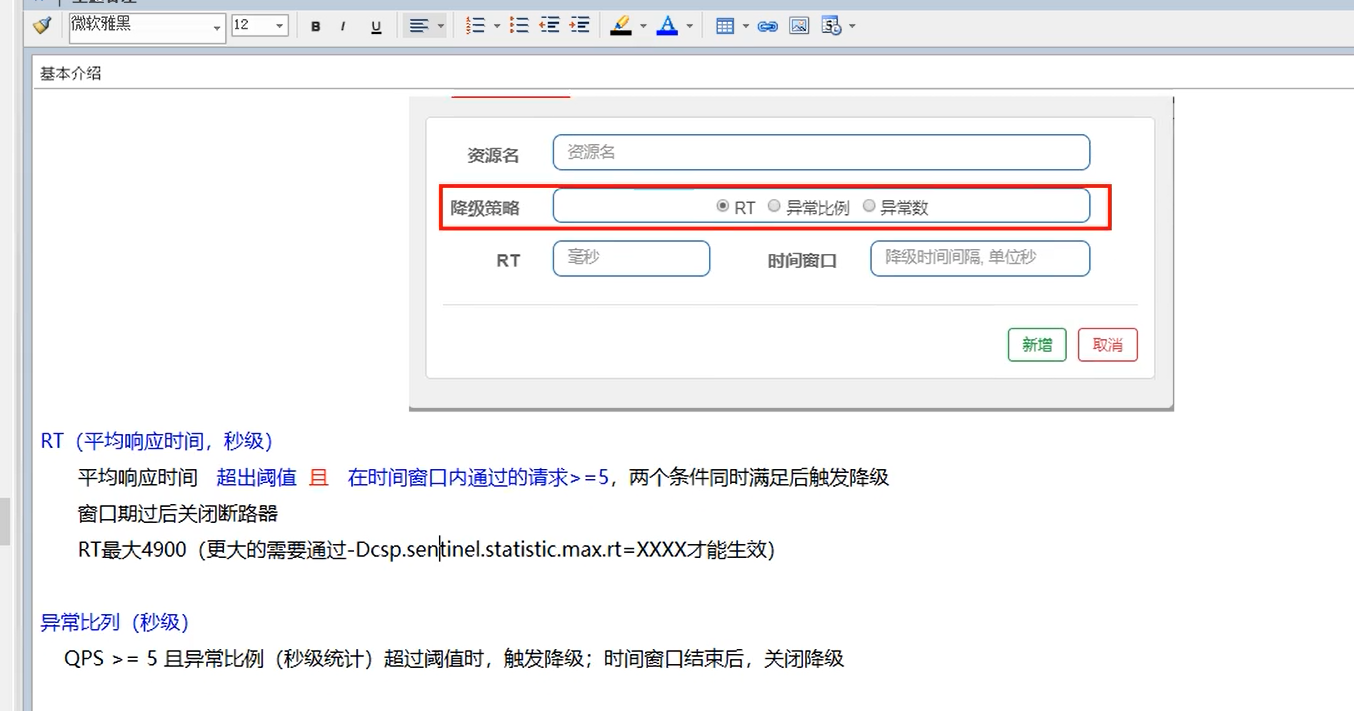 微软雅黑 12 B I U
基本介绍
资源名 资源名
降级策略 RT 异常比例 异常数
RT 毫秒 时间窗口 降级时间间隔, 单位秒
新增 取消
RT（平均响应时间，秒级）
平均响应时间 超出阈值 且 在时间窗口内通过的请求>=5，两个条件同时满足后触发降级
窗口期过后关闭断路器
RT最大4900（更大的需要通过-Dcsp.sentinel.statistic.max.rt=XXXX才能生效）
异常比列（秒级）
QPS >= 5 且异常比例（秒级统计）超过阈值时，触发降级；时间窗口结束后，关闭降级